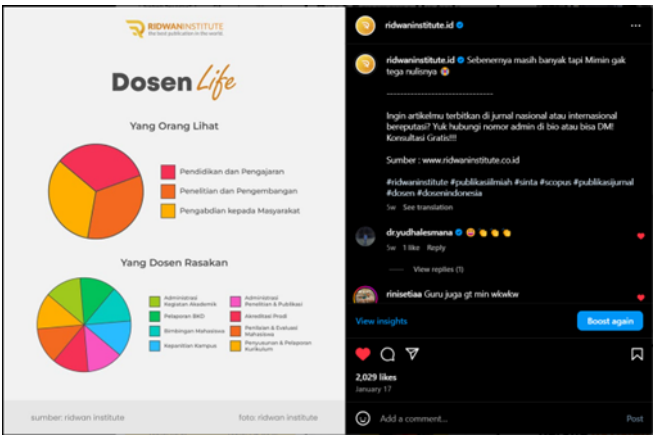 RIDWANINSTITUTE
the best publication in the world
Dosen Life
Yang Orang Lihat
Pendidikan dan Pengajaran
Penelitian dan Pengembangan
Pengabdian kepada Masyarakat
Yang Dosen Rasakan
Administrasi
Kegiatan Akademik
Pelaporan BKD
Bimbingan Mahasiswa
Kepanitian Kampus
Administrasi
Penelitian & Publikasi
Akreditasi Prodi
Penilaian & Evaluasi
Mahasiswa
Penyusunan & Pelaporan
Kurikulum
sumber: ridwan institute
foto: ridwan institute
ridwaninstitute.id
ridwaninstitute.id Sebenernya masih banyak tapi Mimin gak
tega nulisnya
------------------------------
Ingin artikelmu terbitkan di jurnal nasional atau internasional
bereputasi? Yuk hubungi nomor admin di bio atau bisa DM!
Konsultasi Gratis!!!
Sumber : www.ridwaninstitute.co.id
#ridwaninstitute #publikasiilmiah #sinta #scopus #publikasijurnal
#dosen #dosenindonesia
5w See translation
dr.yudhalesmana
5w 1 like Reply
View replies (1)
rinisetiaa Guru juga gt min wkwkw
View insights
Boost again
2,029 likes
January 17
Add a comment...
Post